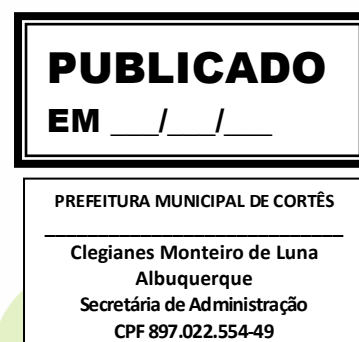 PUBLICADO
EM ___/___/___
PREFEITURA MUNICIPAL DE CORTÊS
______________________________
Clegianes Monteiro de Luna
Albuquerque
Secretária de Administração
CPF 897.022.554-49